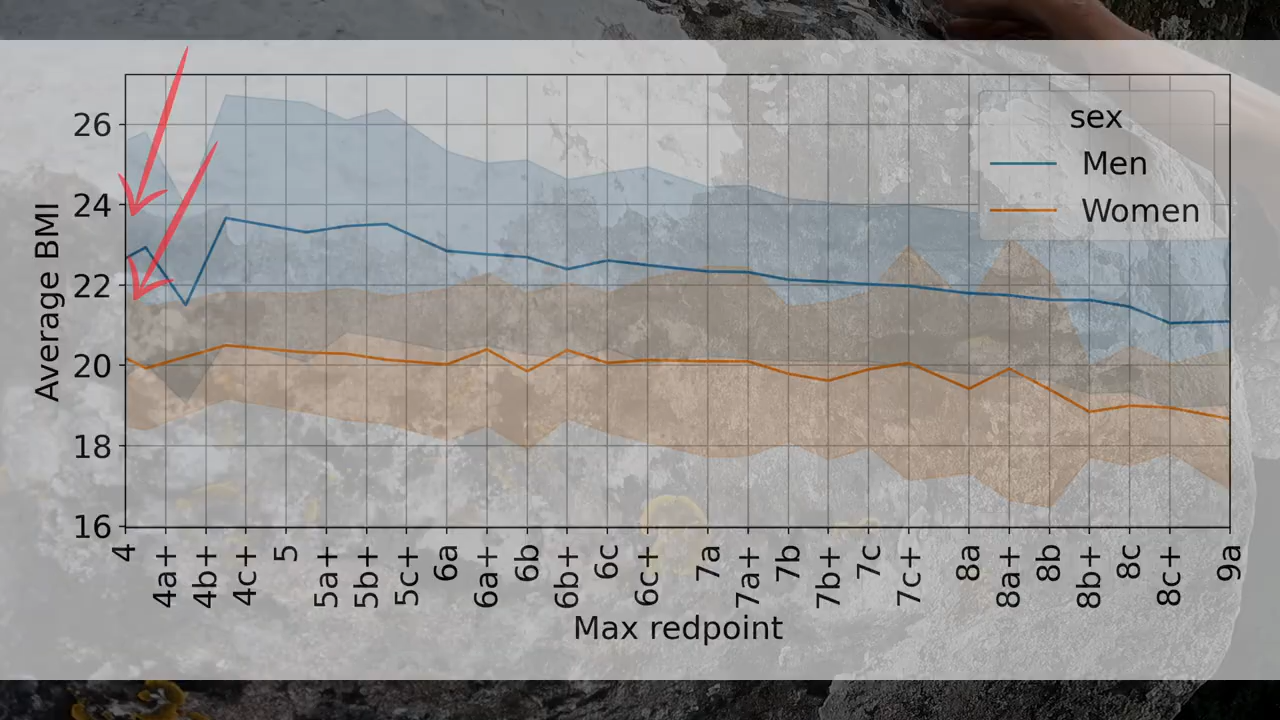 sex
Men
Women
Average BMI
26
24
22
20
18
16
4 4a+ 4b+ 4c+ 5 5a+ 5b+ 5c+ 6a 6a+ 6b 6b+ 6c 6c+ 7a 7a+ 7b 7b+ 7c 7c+ 8a 8a+ 8b 8b+ 8c 8c+ 9a
Max redpoint